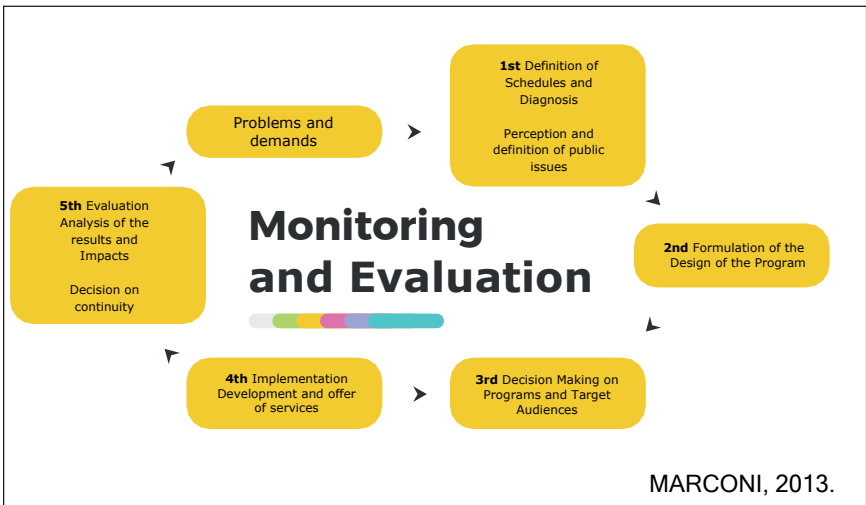 Problems and
demands
1st Definition of
Schedules and
Diagnosis
Perception and
definition of public
issues
2nd Formulation of the
Design of the Program
3rd Decision Making on
Programs and Target
Audiences
4th Implementation
Development and offer
of services
5th Evaluation
Analysis of the
results and
Impacts
Decision on
continuity
Monitoring
and Evaluation
MARCONI, 2013.